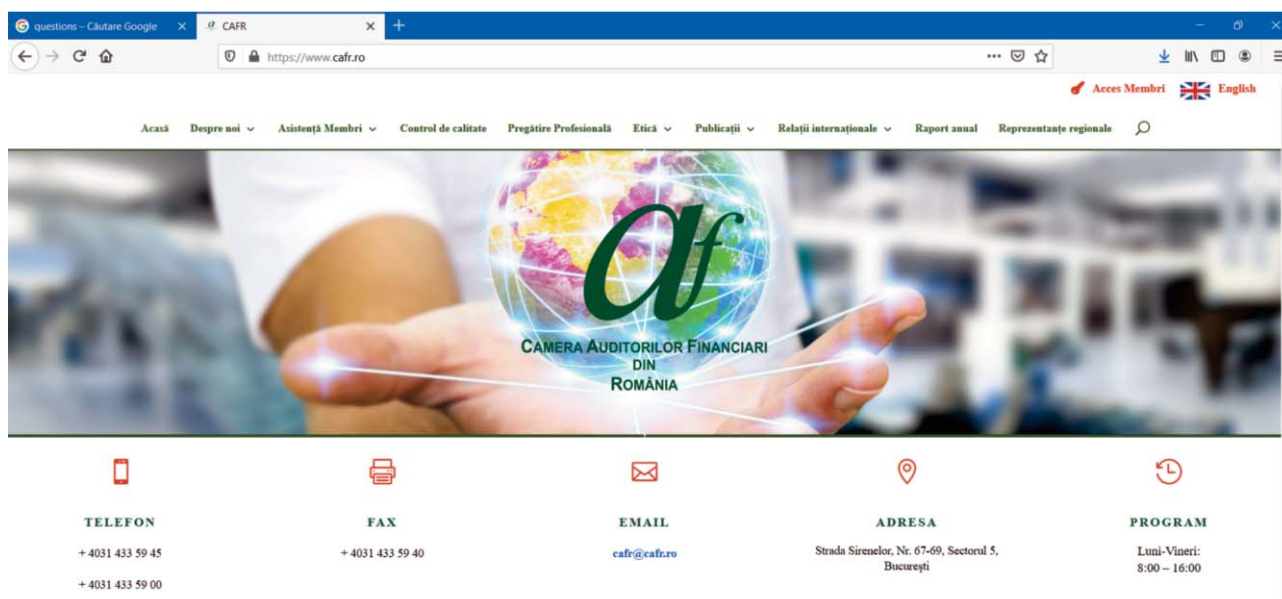 questions – Căutare Google
CAFR
https://www.cafr.ro
Acces Membri
English
Acasă
Despre noi
Asistență Membri
Control de calitate
Pregătire Profesională
Etică
Publicații
Relații internaționale
Raport anual
Reprezentanțe regionale
af
CAMERA AUDITORILOR FINANCIARI
DIN
ROMÂNIA
TELEFON
+ 4031 433 59 45
+ 4031 433 59 00
FAX
+ 4031 433 59 40
EMAIL
cafr@cafr.ro
ADRESA
Strada Sirenelor, Nr. 67-69, Sectorul 5,
București
PROGRAM
Luni-Vineri:
8:00 – 16:00